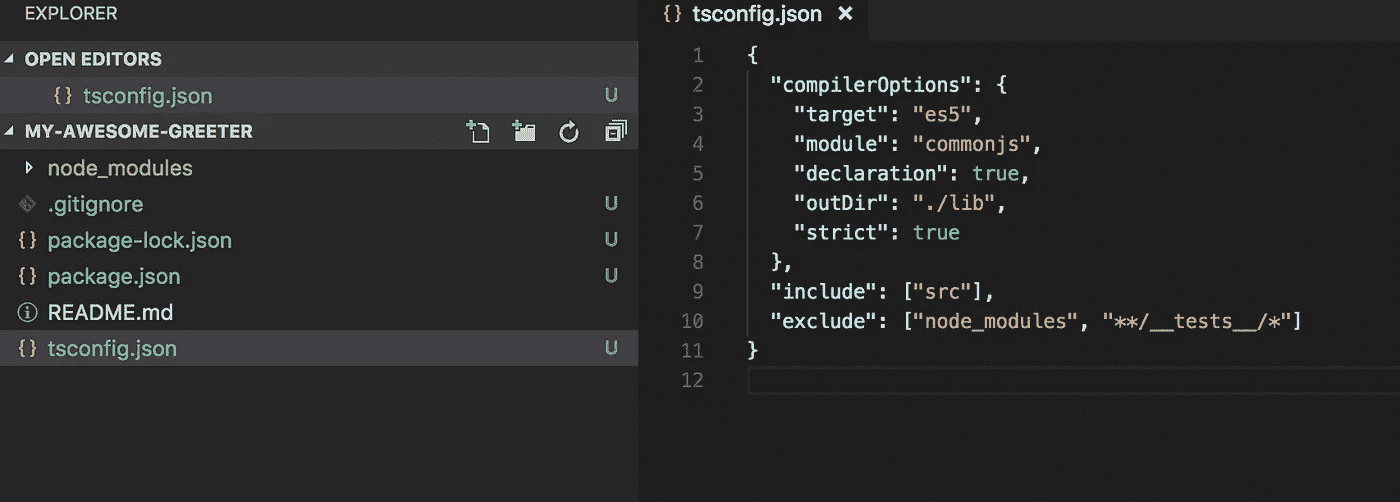 EXPLORER
OPEN EDITORS
{} tsconfig.json U
MY-AWESOME-GREETER
node_modules
.gitignore U
{} package-lock.json U
{} package.json U
README.md
{} tsconfig.json U
{} tsconfig.json ×
1 {
2   "compilerOptions": {
3     "target": "es5",
4     "module": "commonjs",
5     "declaration": true,
6     "outDir": "./lib",
7     "strict": true
8   },
9   "include": ["src"],
10   "exclude": ["node_modules", "**/__tests__/*"]
11 }
12